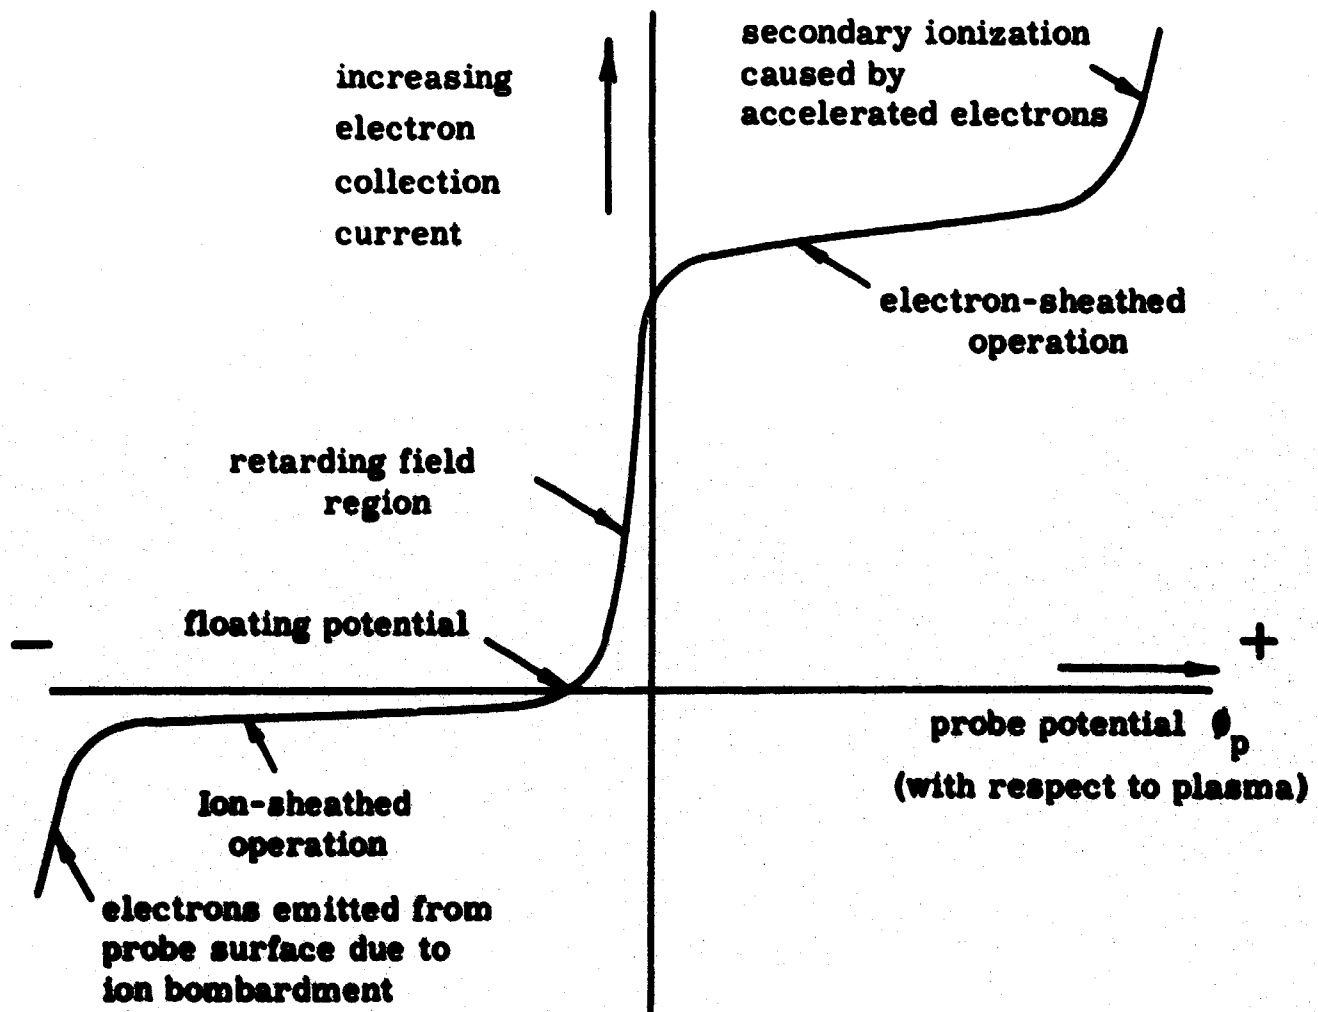 increasing
electron
collection
current
secondary ionization
caused by
accelerated electrons
electron-sheathed
operation
retarding field
region
floating potential
−
+
probe potential ϕp
(with respect to plasma)
Ion-sheathed
operation
electrons emitted from
probe surface due to
ion bombardment